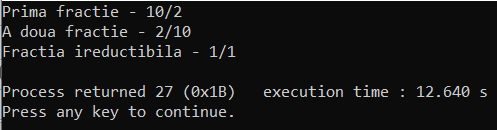 Prima fractie - 10/2
A doua fractie - 2/10
Fractia ireductibila - 1/1
Process returned 27 (0x1B)   execution time : 12.640 s
Press any key to continue.